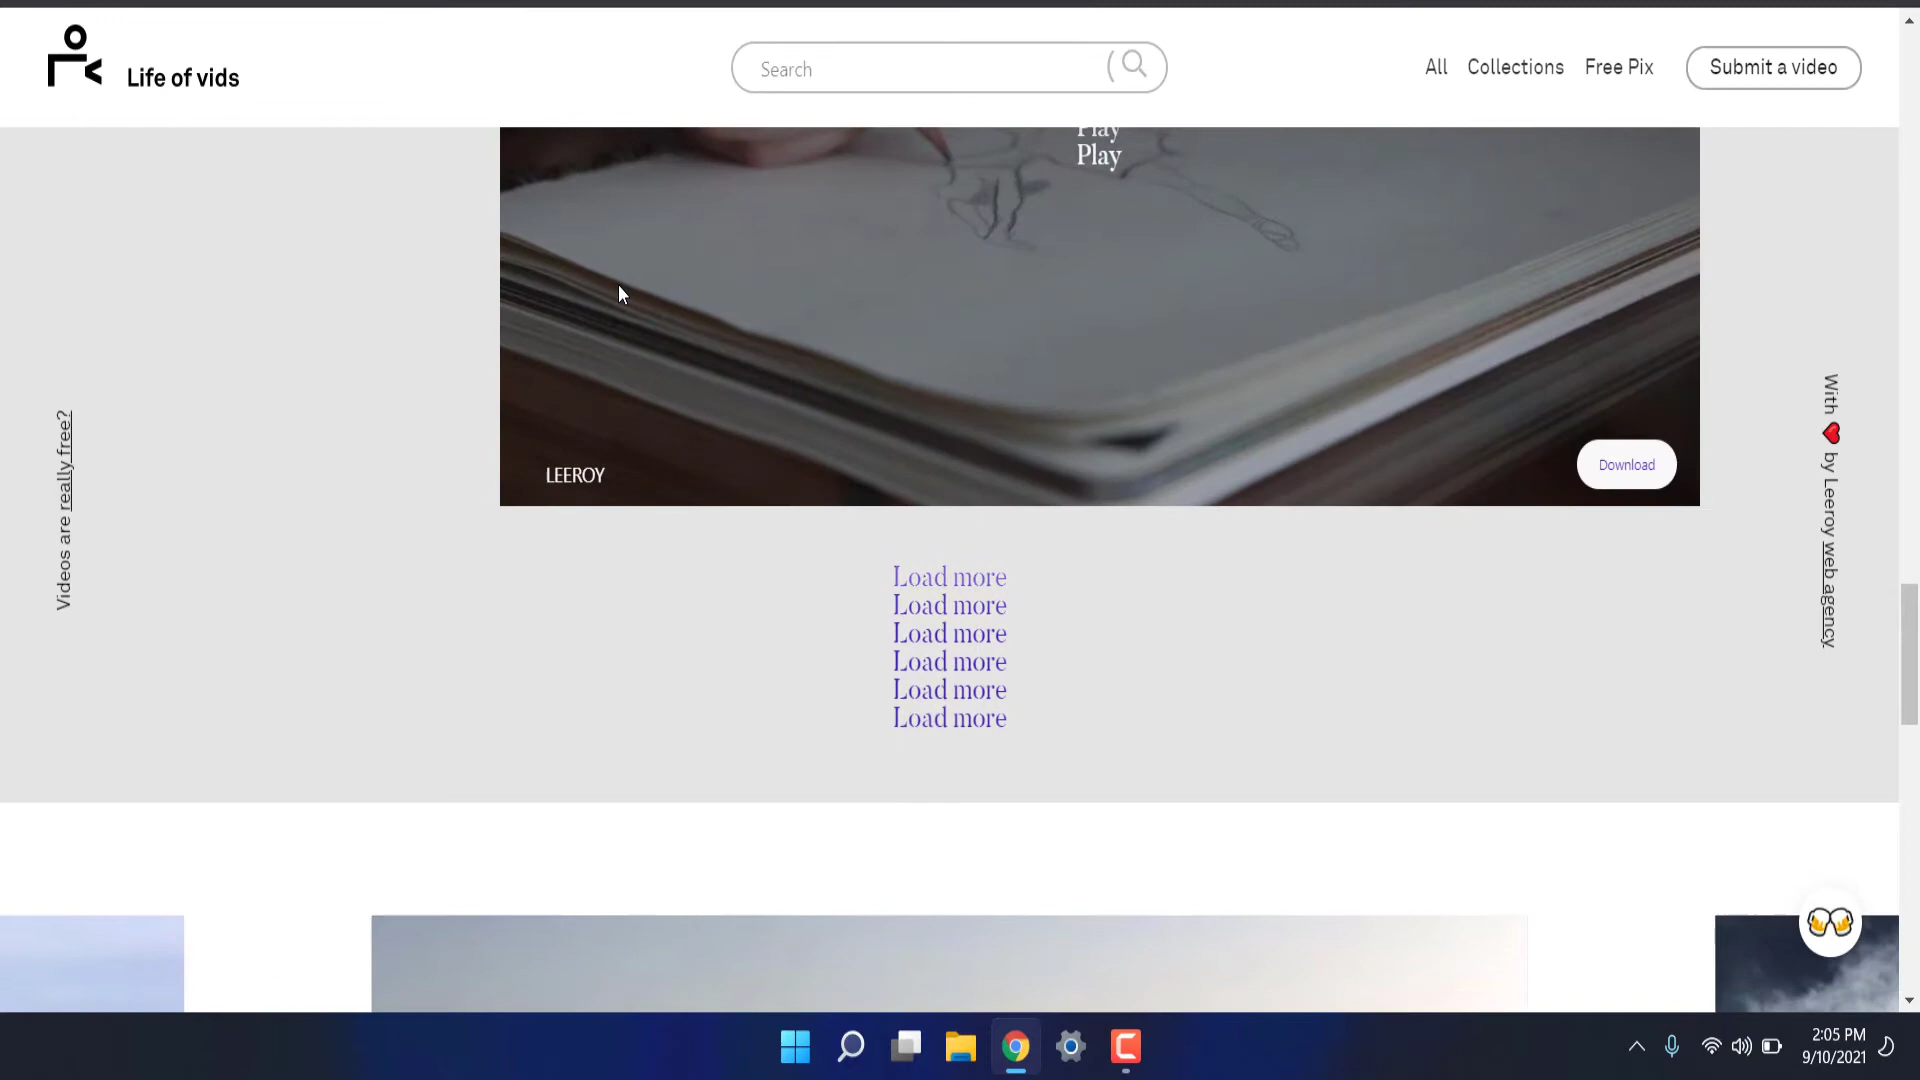 Life of vids
Search
All Collections Free Pix Submit a video
Play
Play
LEEROY
Download
Videos are really free?
With ❤ by Leeroy web agency
Load more
Load more
Load more
Load more
Load more
Load more
2:05 PM
9/10/2021